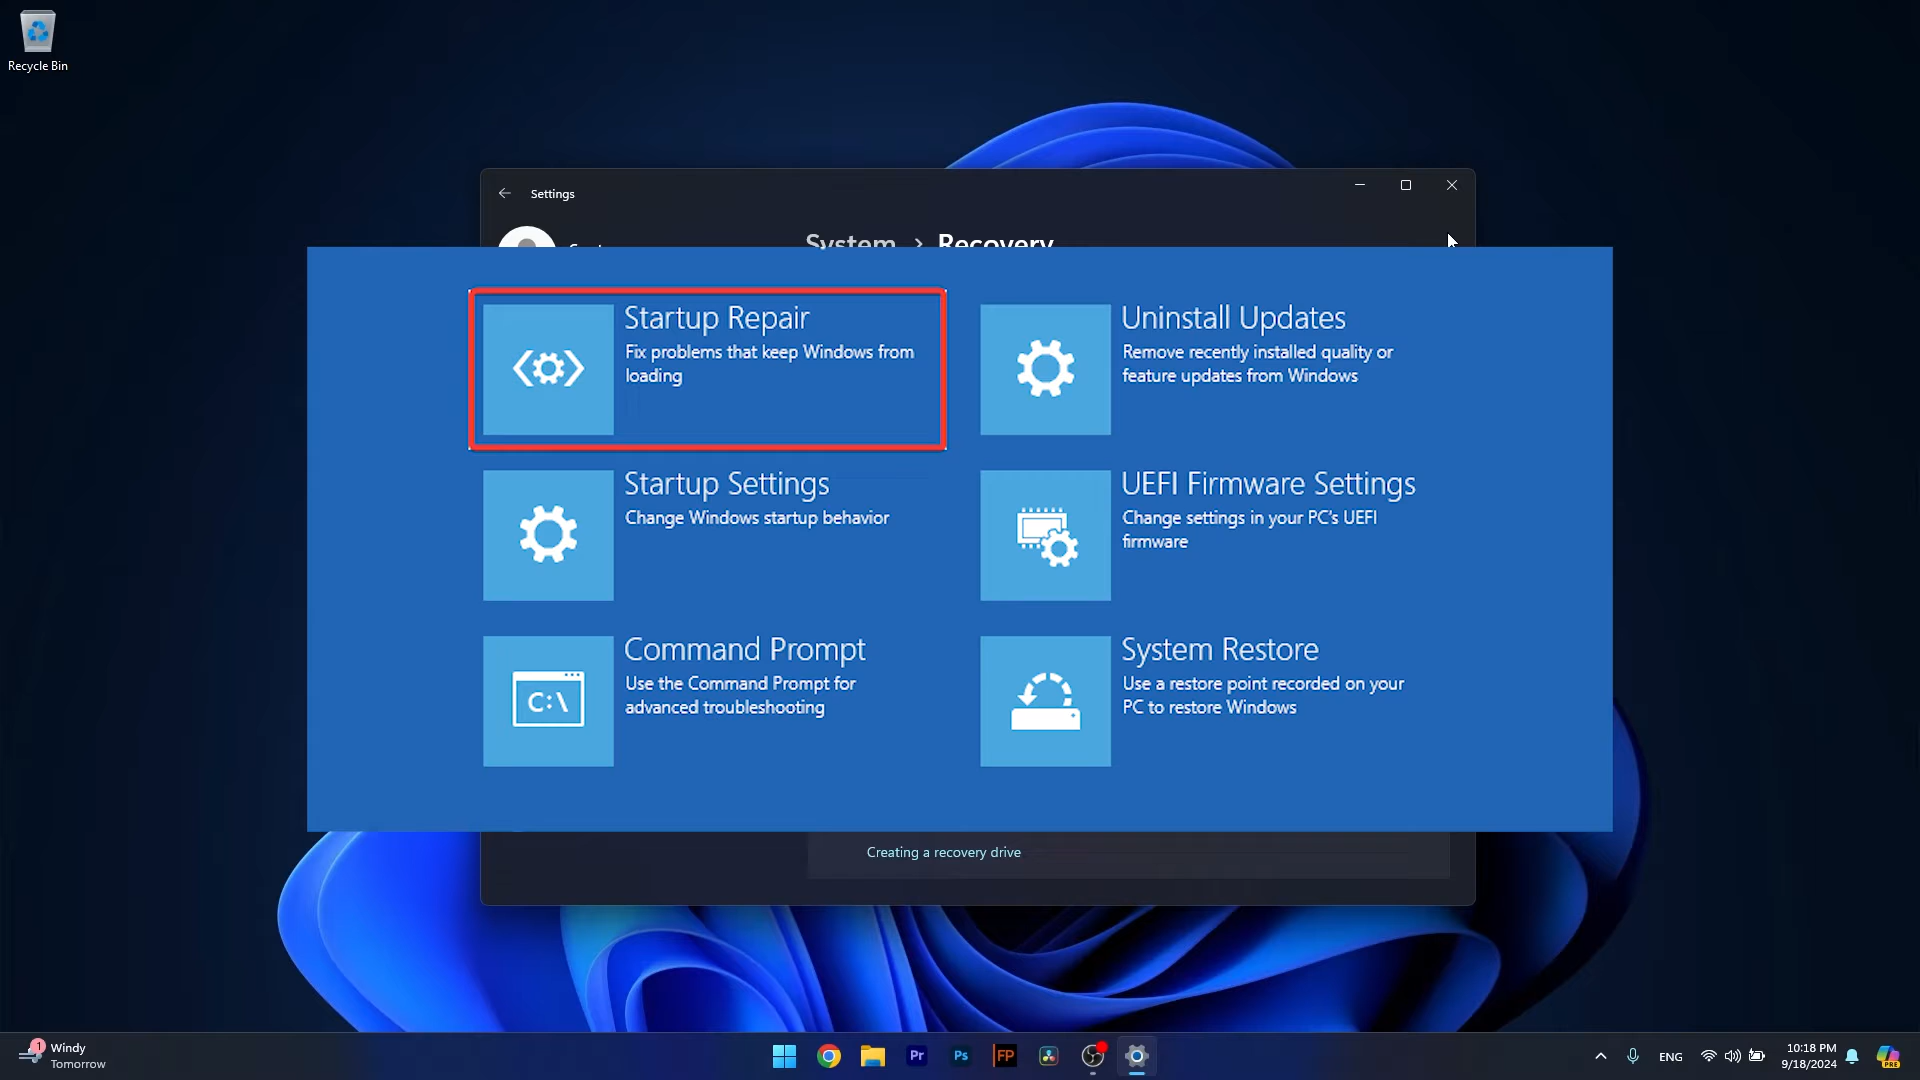 Recycle Bin
Settings
System > Recovery
Startup Repair
Fix problems that keep Windows from
loading
Uninstall Updates
Remove recently installed quality or
feature updates from Windows
Startup Settings
Change Windows startup behavior
UEFI Firmware Settings
Change settings in your PC's UEFI
firmware
Command Prompt
Use the Command Prompt for
advanced troubleshooting
C:\
System Restore
Use a restore point recorded on your
PC to restore Windows
Creating a recovery drive
1
Windy
Tomorrow
Pr
Ps
FP
ENG
10:18 PM
9/18/2024
PRE